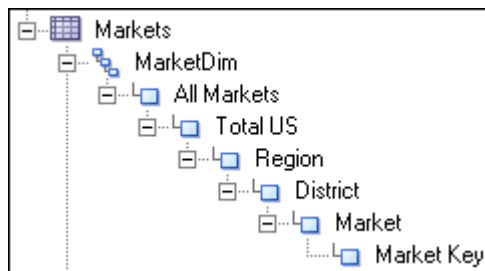 Markets
MarketDim
All Markets
Total US
Region
District
Market
Market Key